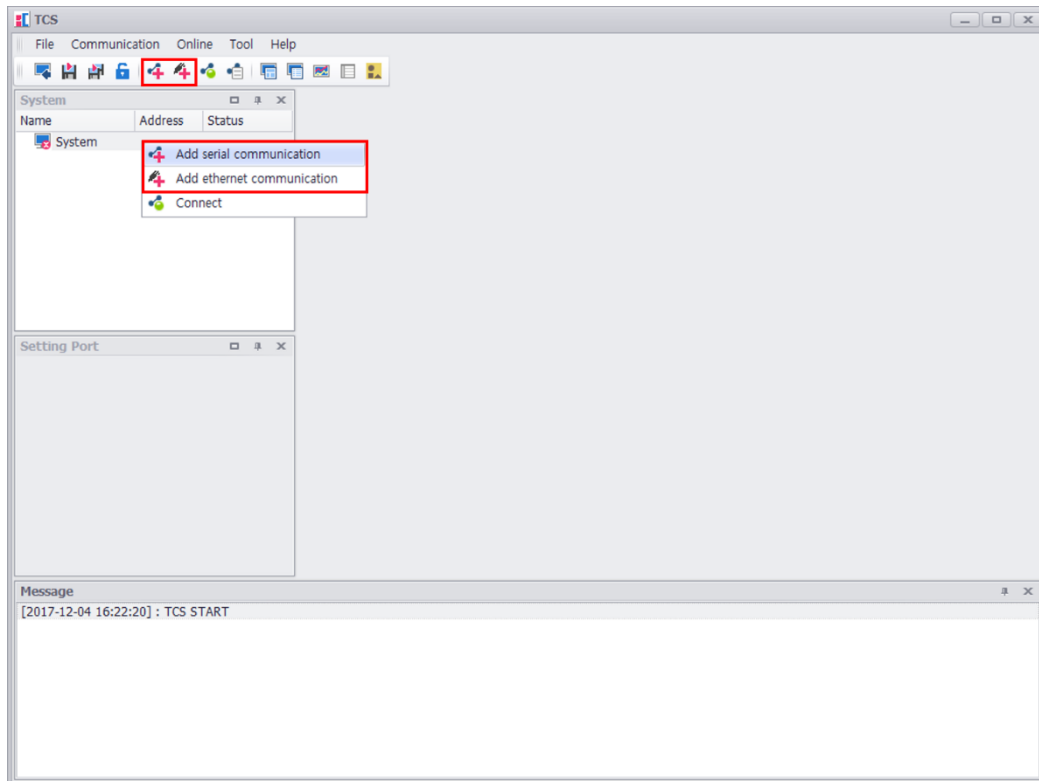 TCS
File Communication Online Tool Help
System
Name Address Status
System
Add serial communication
Add ethernet communication
Connect
Setting Port
Message
[2017-12-04 16:22:20] : TCS START